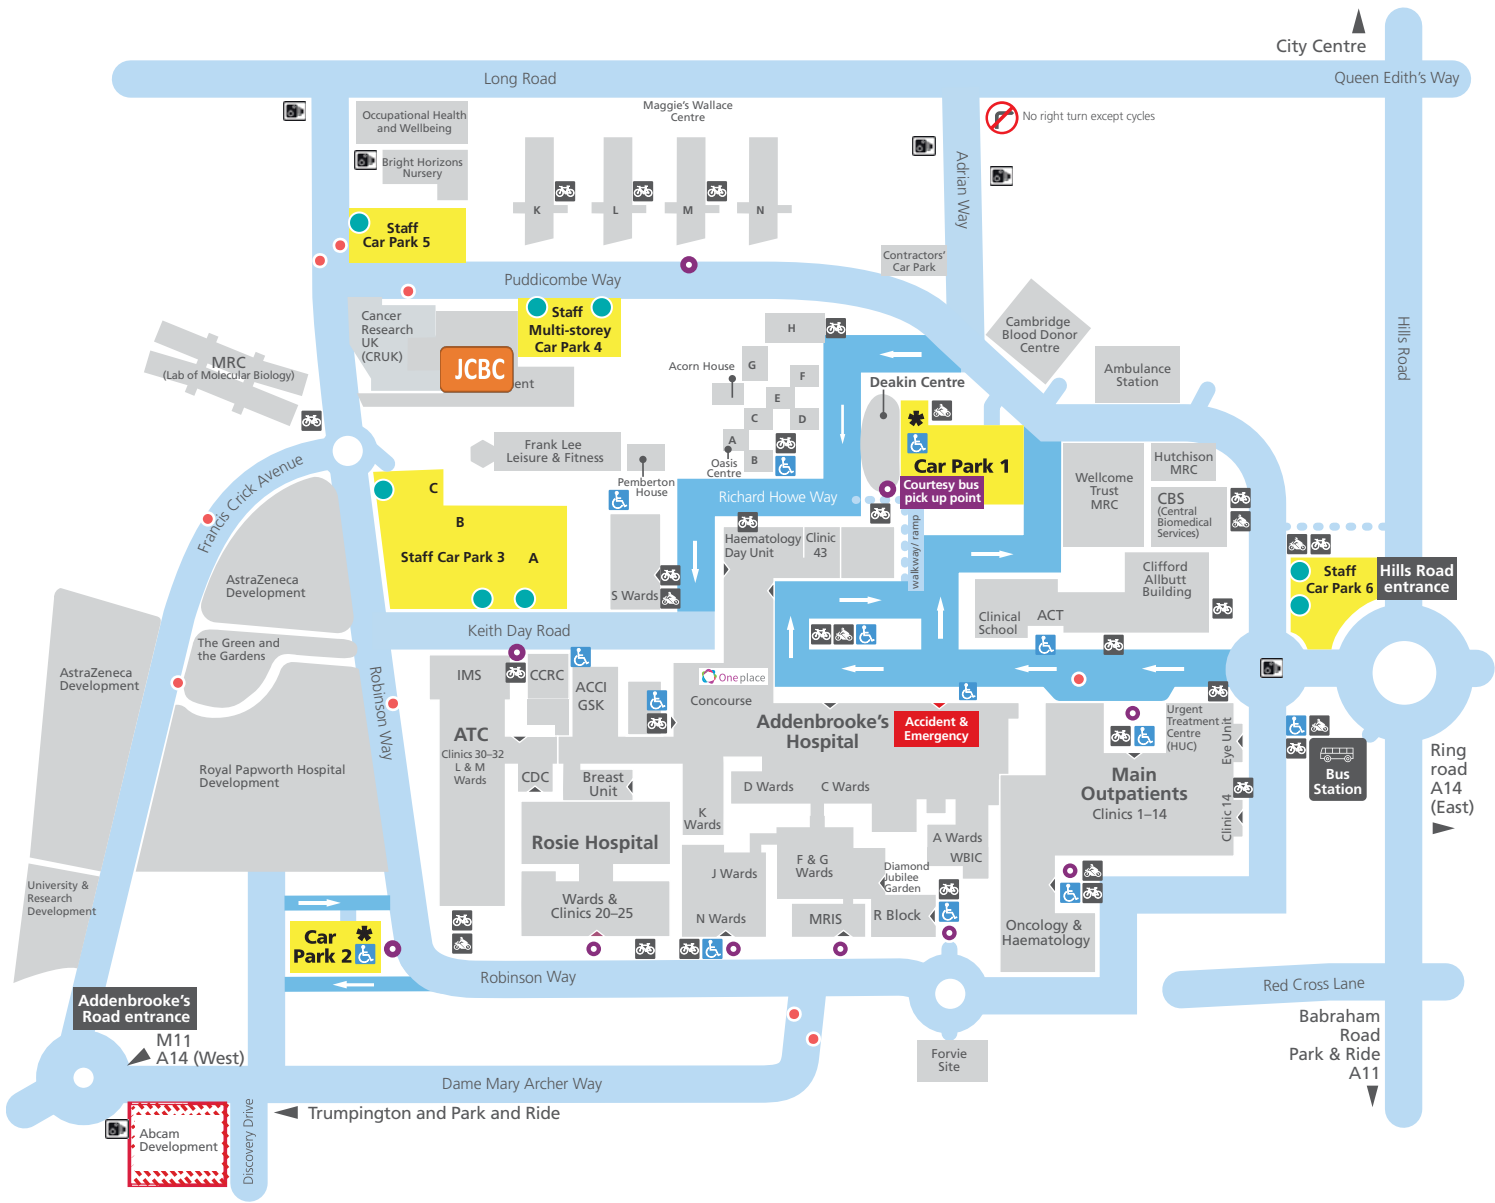 City Centre
Long Road
Queen Edith's Way
Occupational Health
and Wellbeing
Bright Horizons
Nursery
Maggie's Wallace
Centre
No right turn except cycles
Adrian Way
K
L
M
N
Staff
Car Park 5
Contractors'
Car Park
Puddicombe Way
Cancer
Research
UK
(CRUK)
JCBC
ent
Staff
Multi-storey
Car Park 4
MRC
(Lab of Molecular Biology)
H
G
F
E
C
D
A
B
Acorn House
Oasis
Centre
Cambridge
Blood Donor
Centre
Ambulance
Station
Hills Road
Deakin Centre
Car Park 1
Courtesy bus
pick up point
Frank Lee
Leisure & Fitness
Pemberton
House
Richard Howe Way
walkway/ ramp
Wellcome
Trust
MRC
Hutchison
MRC
CBS
(Central
Biomedical
Services)
Francis Crick Avenue
C
B
Staff Car Park 3
A
Haematology
Day Unit
Clinic
43
S Wards
Clifford
Allbutt
Building
Clinical
School
ACT
Staff
Car Park 6
Hills Road
entrance
AstraZeneca
Development
The Green and
the Gardens
AstraZeneca
Development
Keith Day Road
Robinson Way
IMS
CCRC
ACCI
GSK
One place
Concourse
Addenbrooke's
Hospital
Accident &
Emergency
Urgent
Treatment
Centre
(HUC)
Eye Unit
Clinic 14
Main
Outpatients
Clinics 1–14
Bus
Station
Ring
road
A14
(East)
ATC
Clinics 30–32
L & M
Wards
CDC
Breast
Unit
Royal Papworth Hospital
Development
D Wards
C Wards
K
Wards
Rosie Hospital
Wards &
Clinics 20–25
J Wards
N Wards
F & G
Wards
MRIS
A Wards
WBIC
Diamond
Jubilee
Garden
R Block
Oncology &
Haematology
University &
Research
Development
Car
Park 2
Robinson Way
Red Cross Lane
Addenbrooke's
Road entrance
M11
A14 (West)
Babraham
Road
Park & Ride
A11
Forvie
Site
Dame Mary Archer Way
Trumpington and Park and Ride
Discovery Drive
Abcam
Development